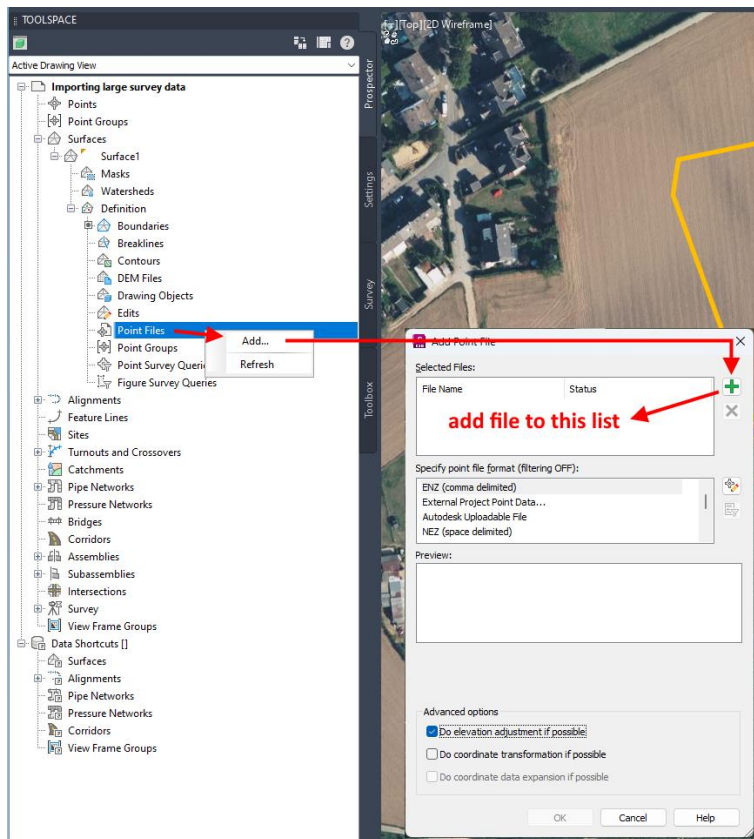 TOOLSPACE
Active Drawing View
Importing large survey data
Points
Point Groups
Surfaces
Surface1
Masks
Watersheds
Definition
Boundaries
Breaklines
Contours
DEM Files
Drawing Objects
Edits
Point Files
Point Groups
Point Survey Queri
Figure Survey Queries
Alignments
Feature Lines
Sites
Turnouts and Crossovers
Catchments
Pipe Networks
Pressure Networks
Bridges
Corridors
Assemblies
Subassemblies
Intersections
Survey
View Frame Groups
Data Shortcuts []
Surfaces
Alignments
Pipe Networks
Pressure Networks
Corridors
View Frame Groups
Add...
Refresh
Prospector
Settings
Survey
Toolbox
[-][Top][2D Wireframe]
Add Point File
Selected Files:
File Name Status
add file to this list
Specify point file format (filtering OFF):
ENZ (comma delimited)
External Project Point Data...
Autodesk Uploadable File
NEZ (space delimited)
Preview:
Advanced options
Do elevation adjustment if possible
Do coordinate transformation if possible
Do coordinate data expansion if possible
OK Cancel Help